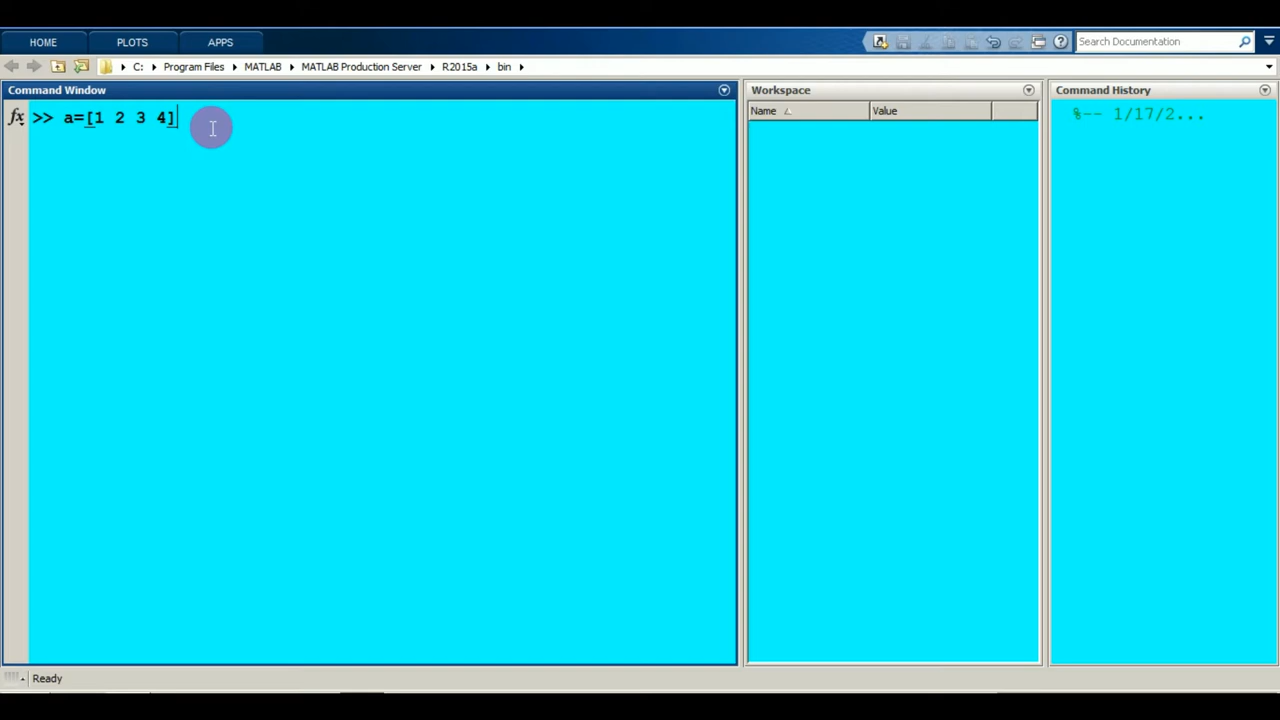 HOME PLOTS APPS Search Documentation
C: Program Files MATLAB MATLAB Production Server R2015a bin
Command Window Workspace Command History
fx >> a=[1 2 3 4] Name Value %-- 1/17/2...
Ready